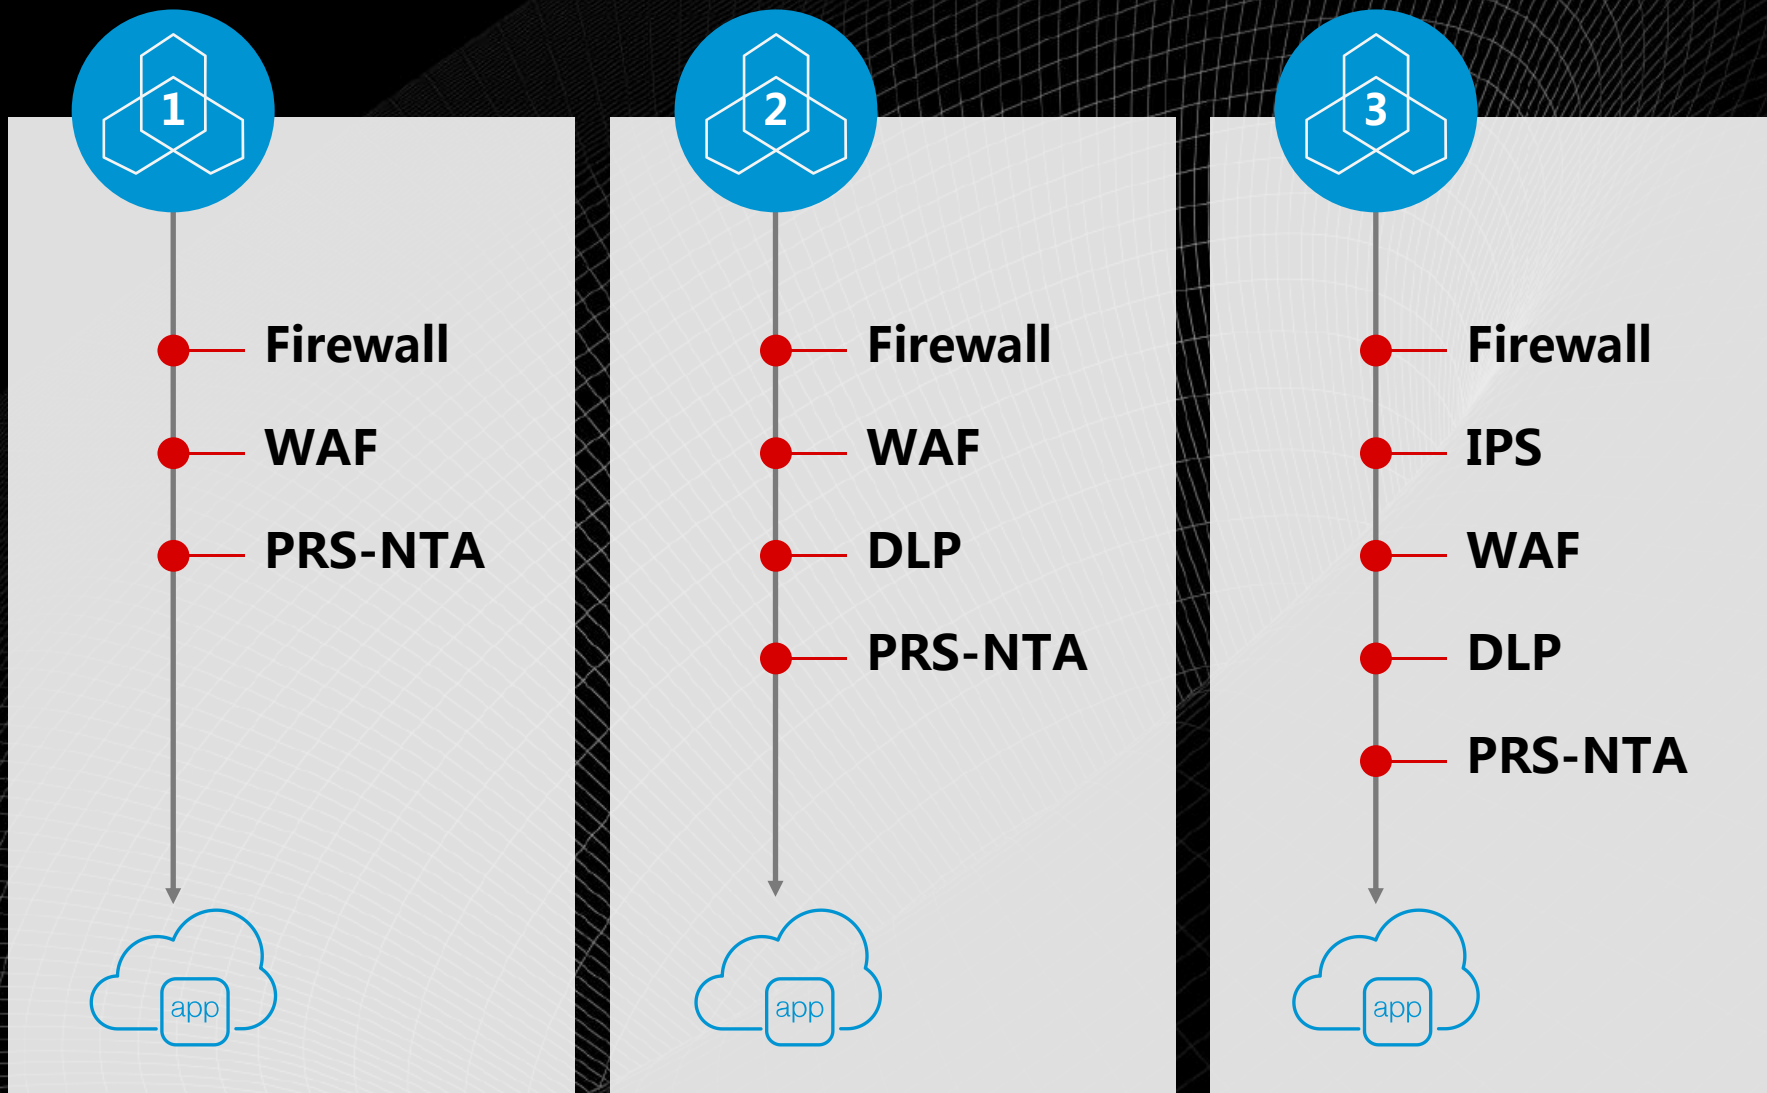 1
Firewall
WAF
PRS-NTA
app
2
Firewall
WAF
DLP
PRS-NTA
app
3
Firewall
IPS
WAF
DLP
PRS-NTA
app